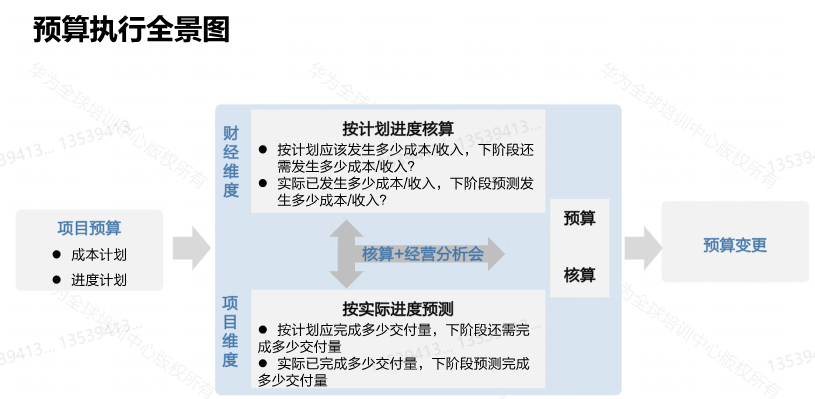 预算执行全景图
项目预算
● 成本计划
● 进度计划
财经维度
按计划进度核算
● 按计划应该发生多少成本/收入，下阶段还
需发生多少成本/收入?
● 实际已发生多少成本/收入，下阶段预测发
生多少成本/收入?
核算+经营分析会
项目维度
按实际进度预测
● 按计划应完成多少交付量，下阶段还需完
成多少交付量
● 实际已完成多少交付量，下阶段预测完成
多少交付量
预算
核算
预算变更
华为全球培训中心版权所有
13539413...